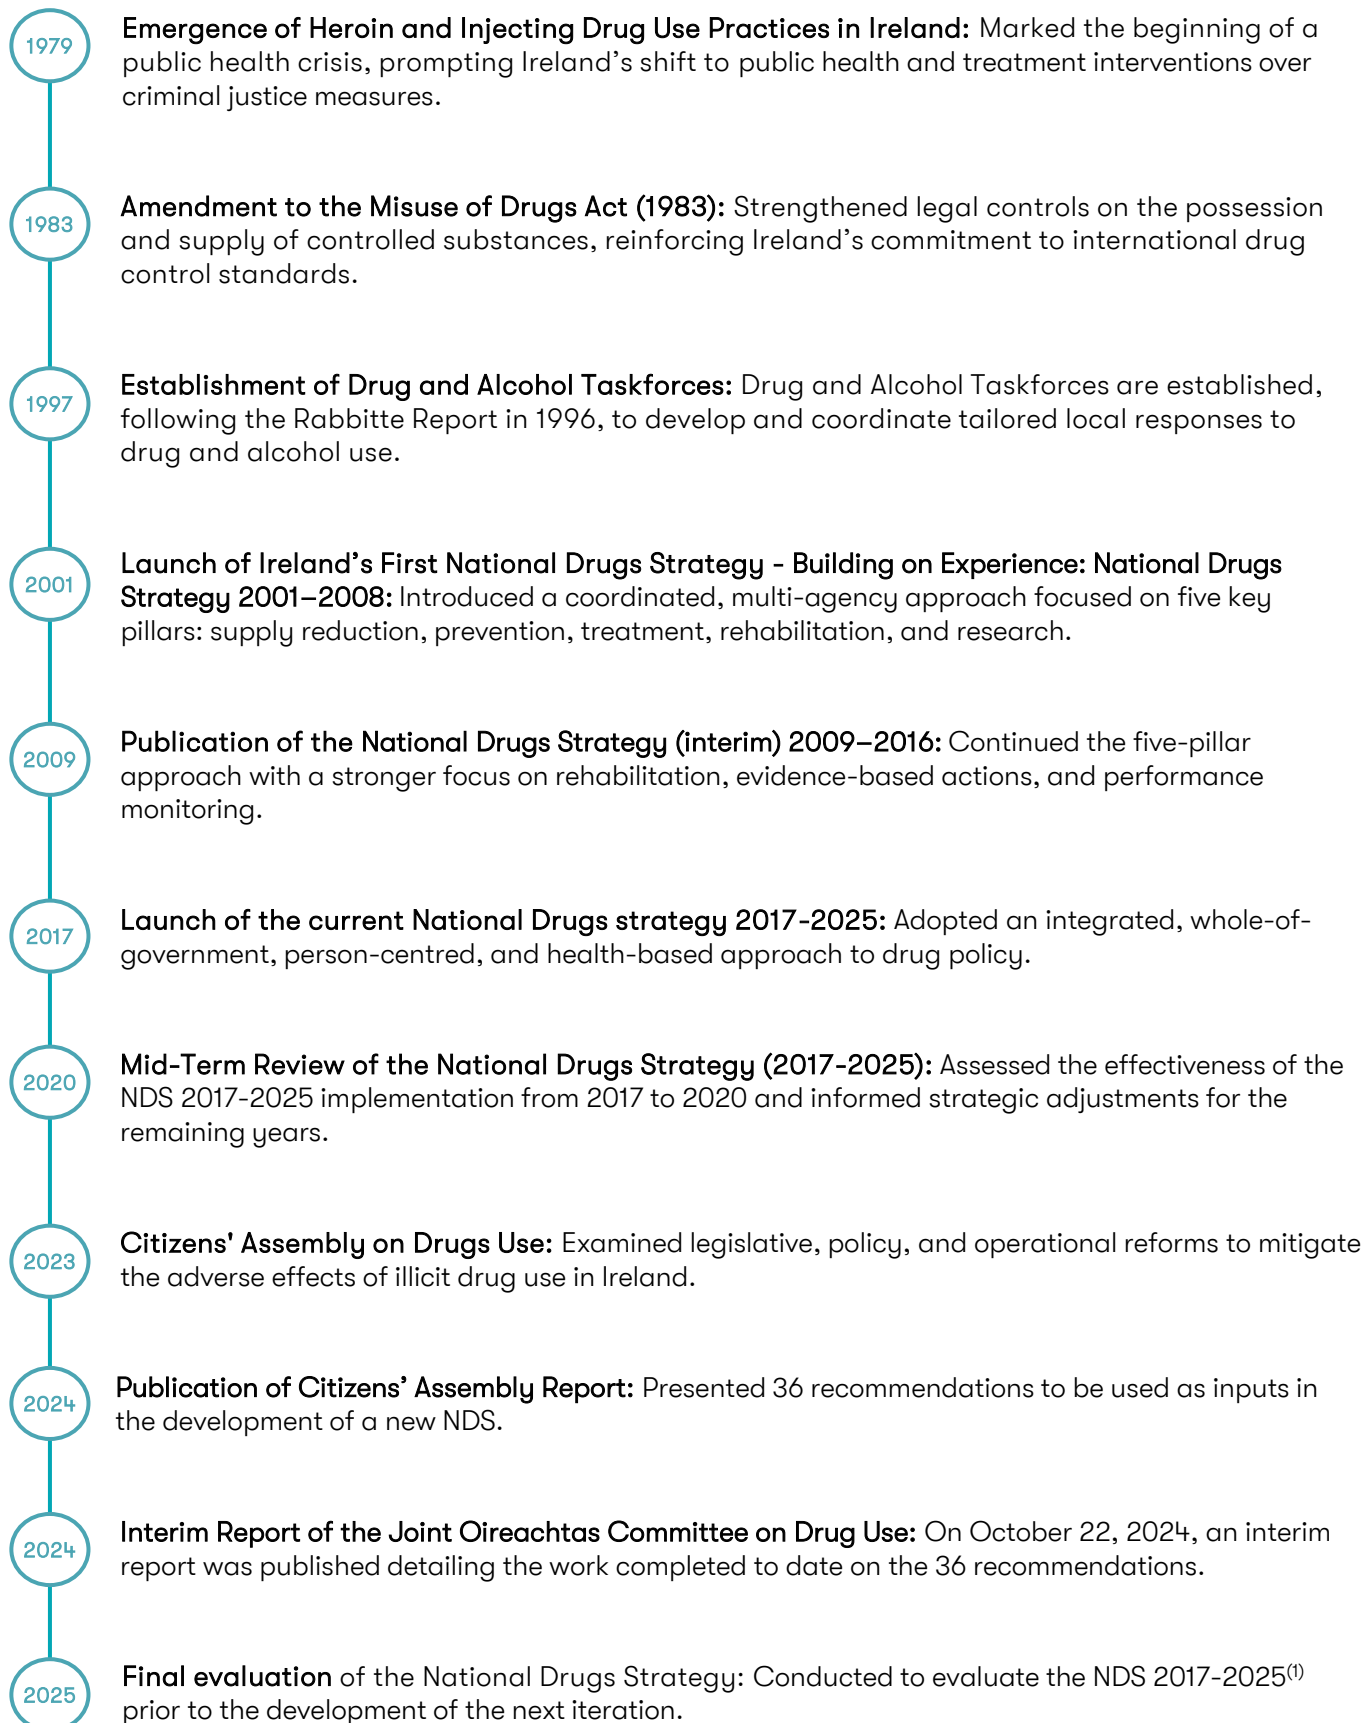 1979
Emergence of Heroin and Injecting Drug Use Practices in Ireland: Marked the beginning of a
public health crisis, prompting Ireland’s shift to public health and treatment interventions over
criminal justice measures.
1983
Amendment to the Misuse of Drugs Act (1983): Strengthened legal controls on the possession
and supply of controlled substances, reinforcing Ireland’s commitment to international drug
control standards.
1997
Establishment of Drug and Alcohol Taskforces: Drug and Alcohol Taskforces are established,
following the Rabbitte Report in 1996, to develop and coordinate tailored local responses to
drug and alcohol use.
2001
Launch of Ireland’s First National Drugs Strategy - Building on Experience: National Drugs
Strategy 2001–2008: Introduced a coordinated, multi-agency approach focused on five key
pillars: supply reduction, prevention, treatment, rehabilitation, and research.
2009
Publication of the National Drugs Strategy (interim) 2009–2016: Continued the five-pillar
approach with a stronger focus on rehabilitation, evidence-based actions, and performance
monitoring.
2017
Launch of the current National Drugs strategy 2017-2025: Adopted an integrated, whole-of-
government, person-centred, and health-based approach to drug policy.
2020
Mid-Term Review of the National Drugs Strategy (2017-2025): Assessed the effectiveness of the
NDS 2017-2025 implementation from 2017 to 2020 and informed strategic adjustments for the
remaining years.
2023
Citizens' Assembly on Drugs Use: Examined legislative, policy, and operational reforms to mitigate
the adverse effects of illicit drug use in Ireland.
2024
Publication of Citizens’ Assembly Report: Presented 36 recommendations to be used as inputs in
the development of a new NDS.
2024
Interim Report of the Joint Oireachtas Committee on Drug Use: On October 22, 2024, an interim
report was published detailing the work completed to date on the 36 recommendations.
2025
Final evaluation of the National Drugs Strategy: Conducted to evaluate the NDS 2017-2025(1)
prior to the development of the next iteration.